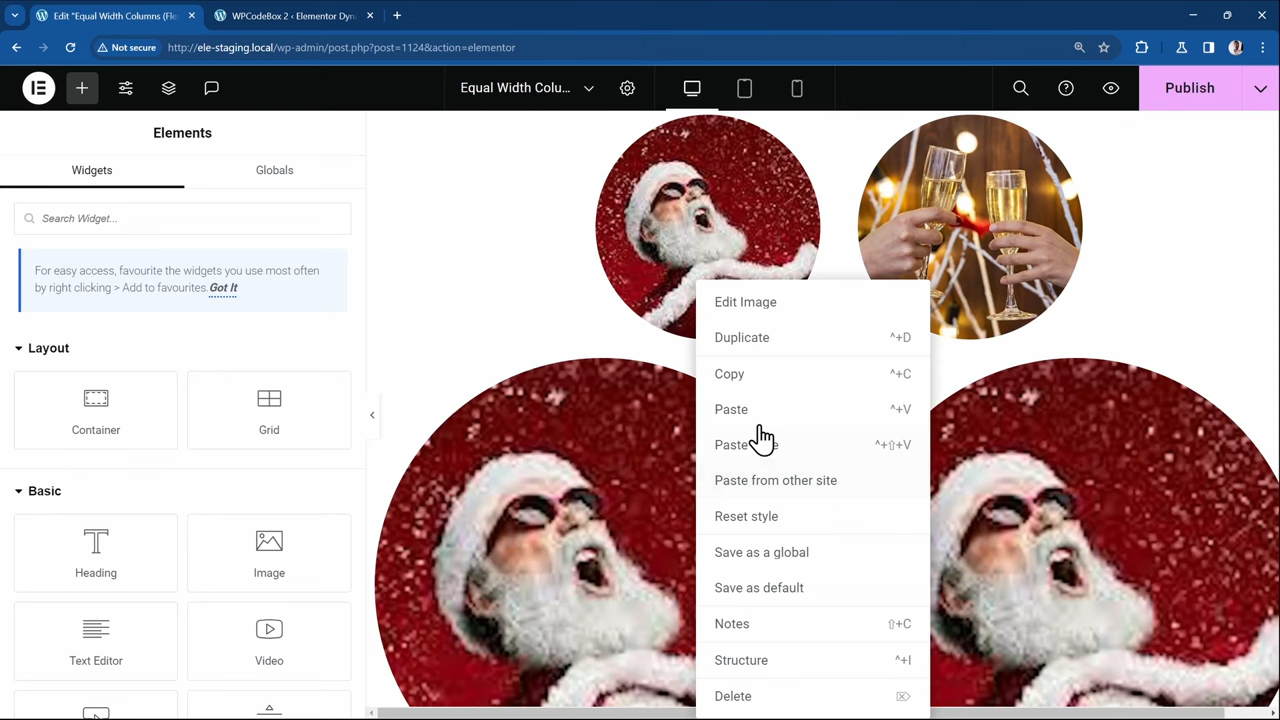 Edit "Equal Width Columns (Ele
WPCodeBox 2 ‹ Elementor Dyn
Not secure
http://ele-staging.local/wp-admin/post.php?post=1124&action=elementor
Equal Width Colu...
Publish
Elements
Widgets
Globals
Search Widget...
For easy access, favourite the widgets you use most often
by right clicking > Add to favourites. Got It
Layout
Container
Grid
Basic
Heading
Image
Text Editor
Video
Edit Image
Duplicate ^+D
Copy ^+C
Paste ^+V
Paste ^+⇧+V
Paste from other site
Reset style
Save as a global
Save as default
Notes ⇧+C
Structure ^+I
Delete ⌦